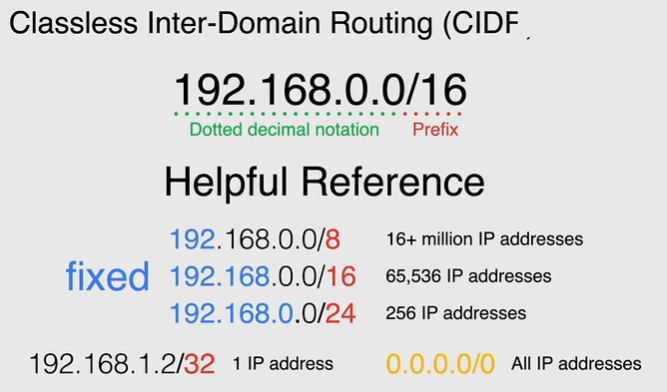 Classless Inter-Domain Routing (CIDR
192.168.0.0/16
Dotted decimal notation Prefix
Helpful Reference
192.168.0.0/8 16+ million IP addresses
fixed 192.168.0.0/16 65,536 IP addresses
192.168.0.0/24 256 IP addresses
192.168.1.2/32 1 IP address 0.0.0.0/0 All IP addresses